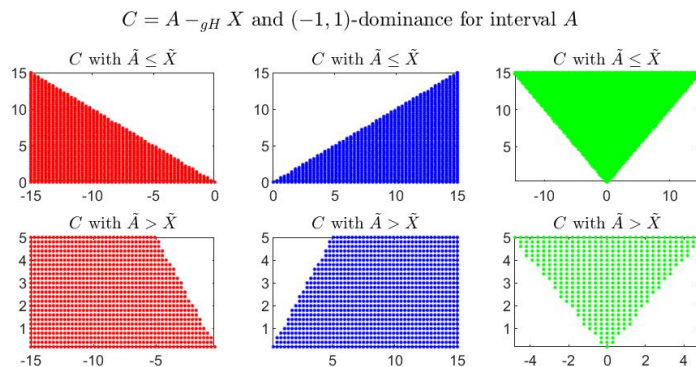 C = A −gH X and (−1, 1)-dominance for interval A
C with Ã ≤ X̃
C with Ã ≤ X̃
C with Ã ≤ X̃
15
10
5
0
-15 -10 -5 0
15
10
5
0
0 5 10 15
15
10
5
-10 0 10
C with Ã > X̃
C with Ã > X̃
C with Ã > X̃
5
4
3
2
1
-15 -5
5
4
3
2
1
0 5 10 15
5
4
3
2
1
-4 -2 0 2 4